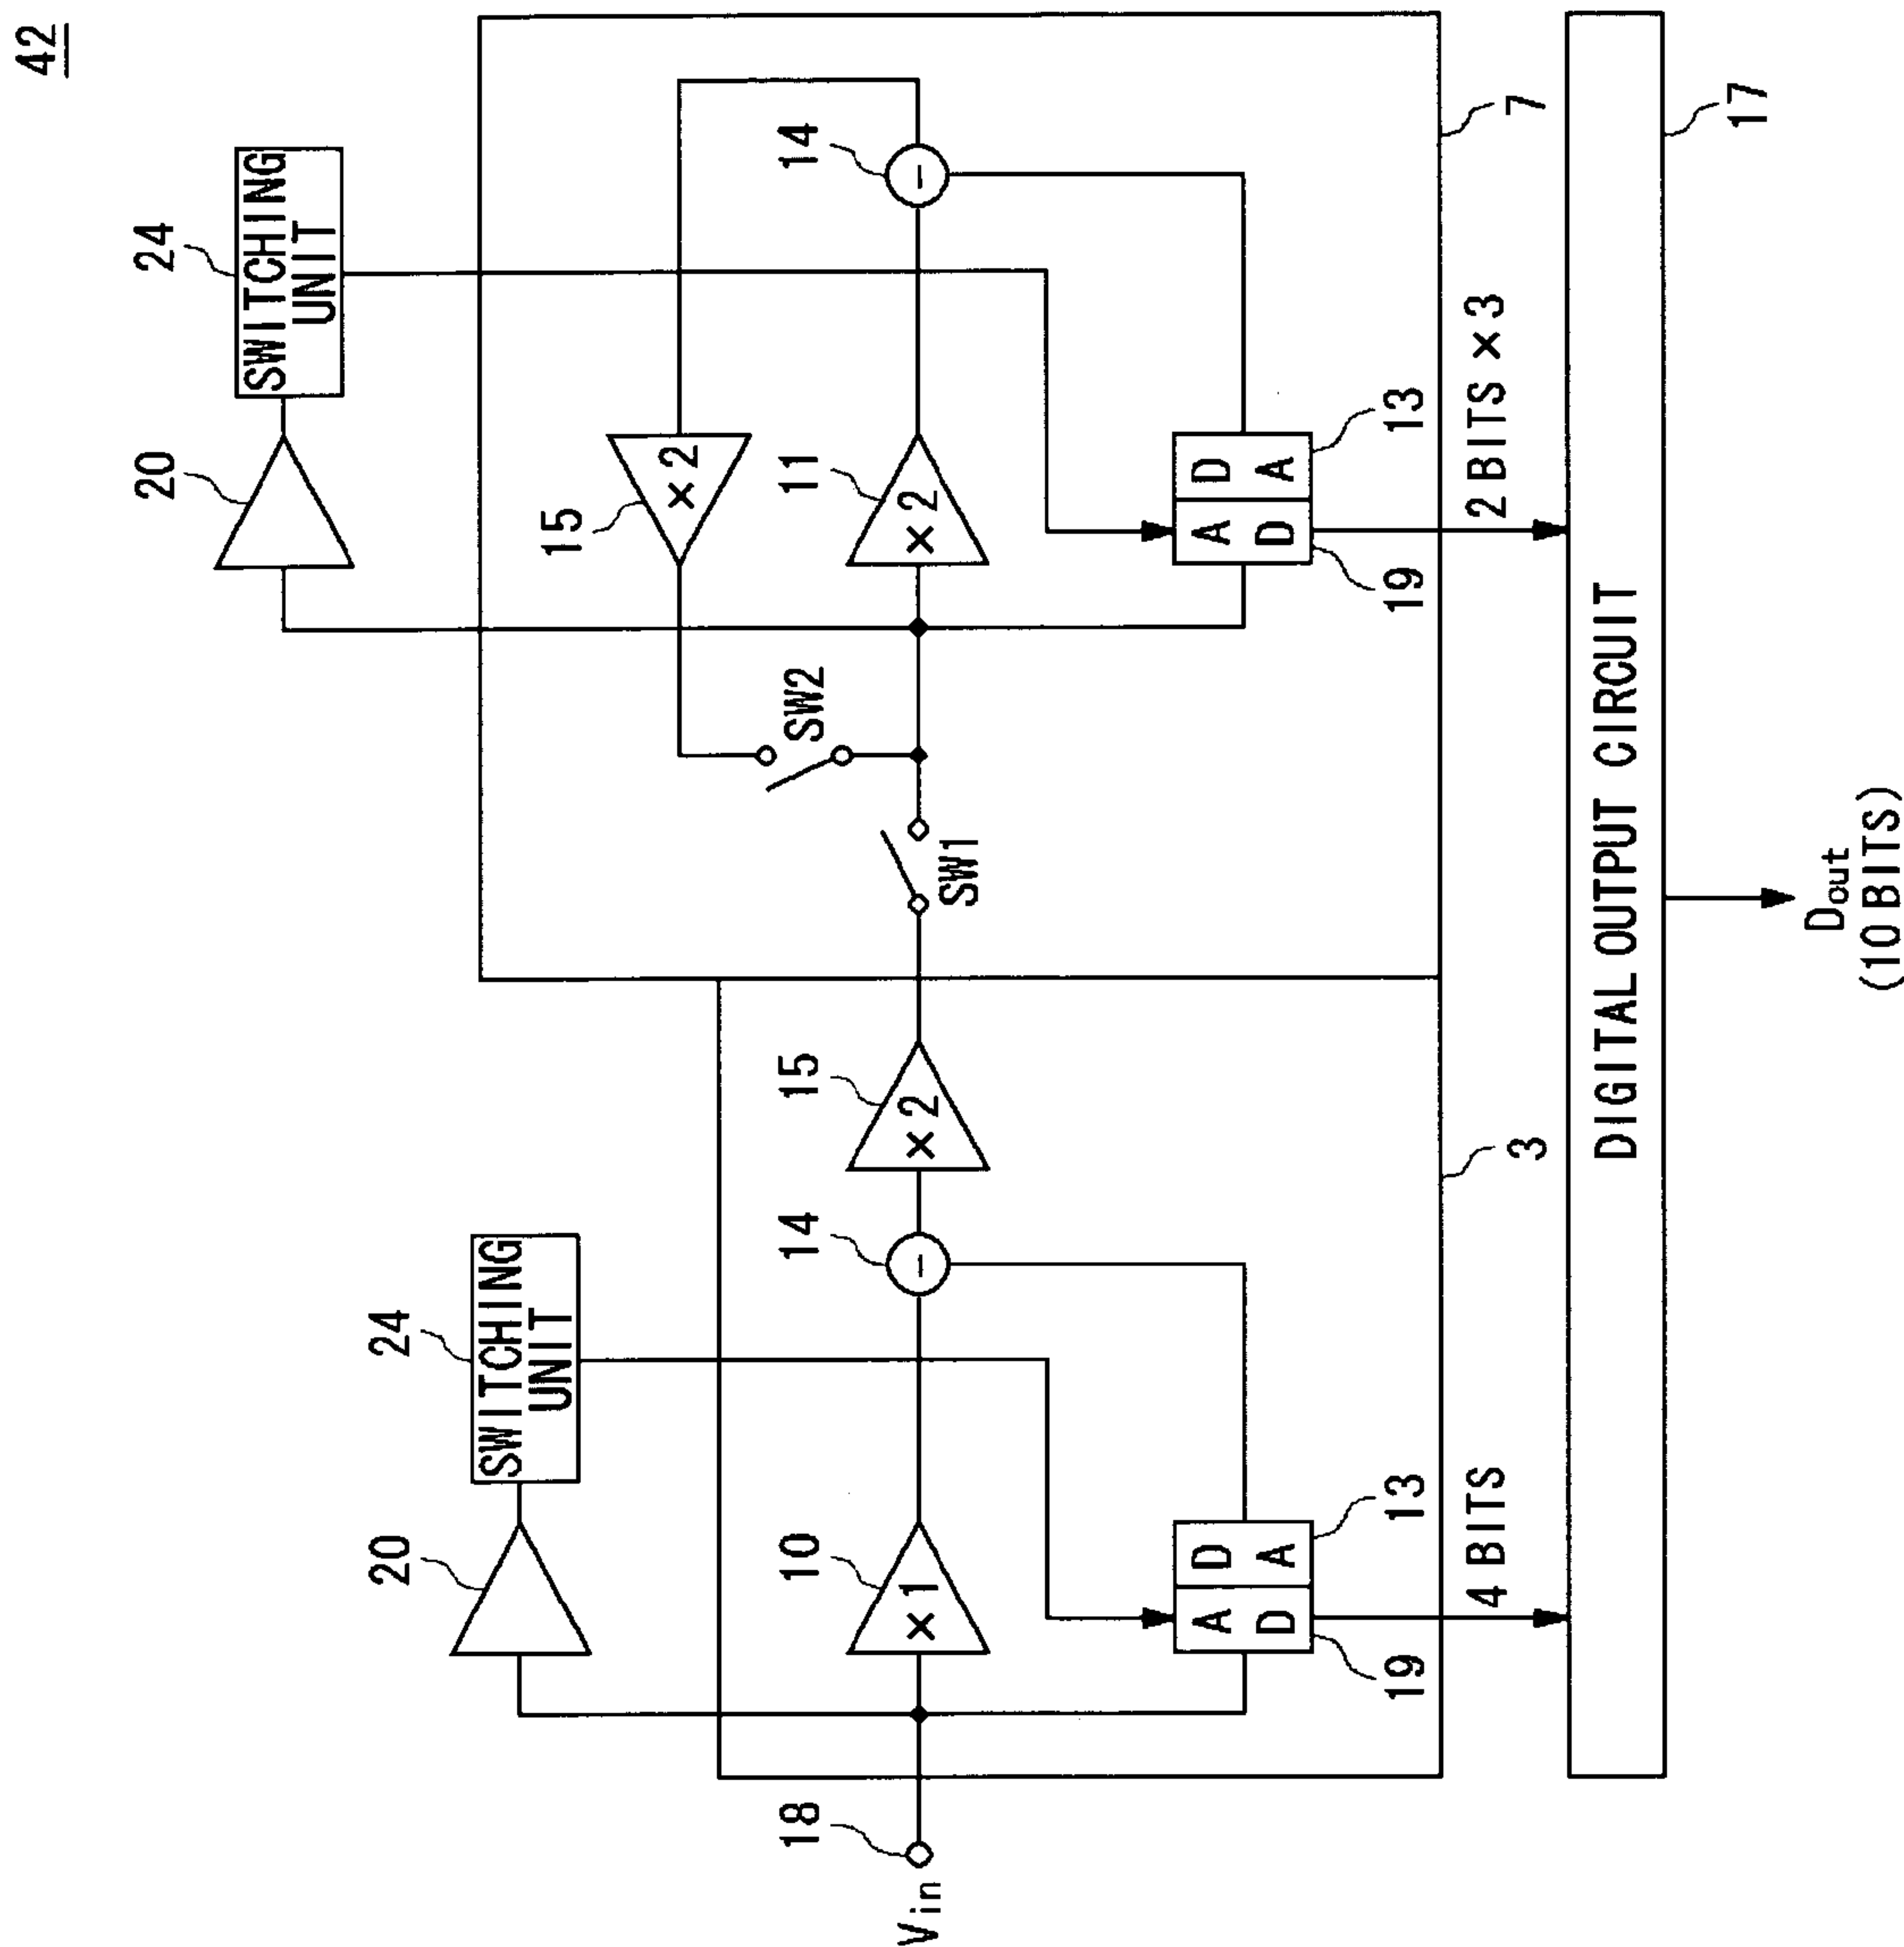 42
24
SWITCHING
UNIT
20
15
× 2
14
−
11
× 2
SW2
SW1
A D
D A
13
19
2 BITS × 3
7
24
SWITCHING
UNIT
20
10
× 1
14
−
15
× 2
A D
D A
13
19
4 BITS
3
18
Vin
DIGITAL OUTPUT CIRCUIT
17
Dout
(10 BITS)